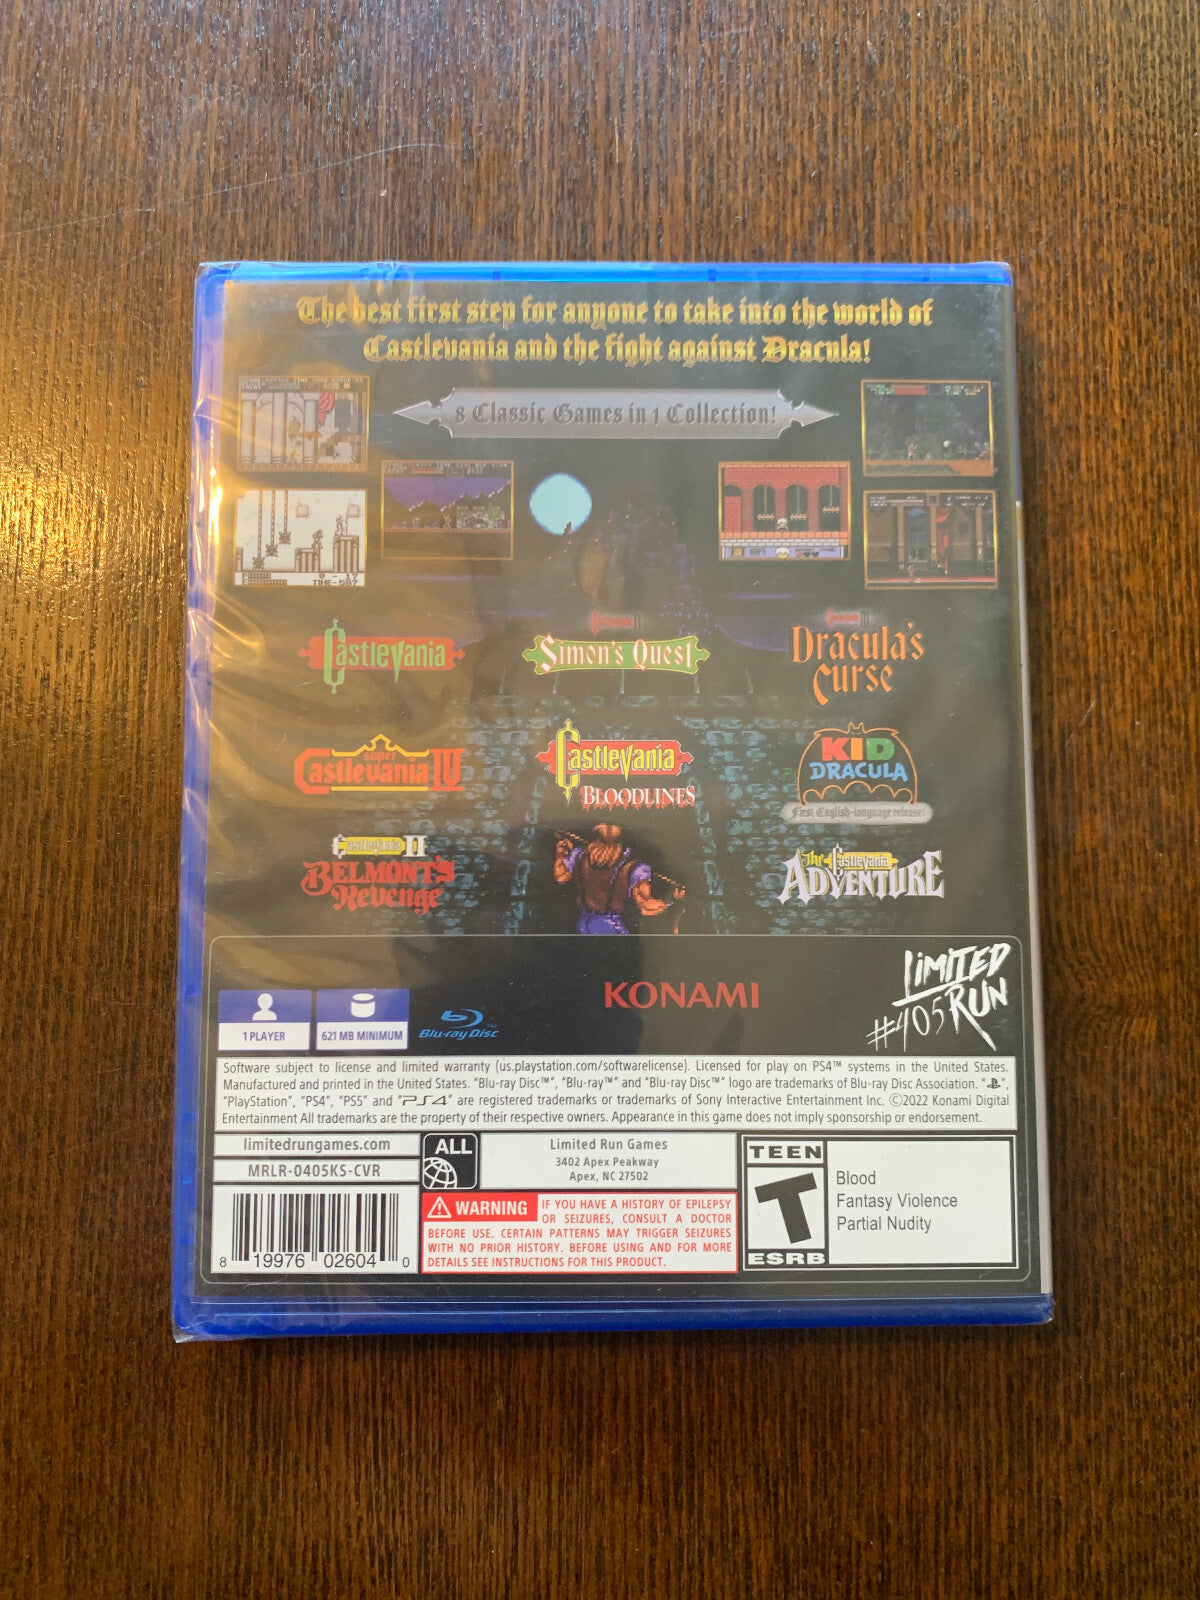 The best first step for anyone to take into the world of
Castlevania and the fight against Dracula!
8 Classic Games in 1 Collection!
TIME-587
Castlevania
Simon's Quest
Dracula's
Curse
Super
Castlevania IV
Castlevania
BLOODLINES
KID
DRACULA
First English-language release!
Castlevania II
BELMONT'S
Revenge
The Castlevania
ADVENTURE
LIMITED
RUN
#405
KONAMI
1 PLAYER
621 MB MINIMUM
Blu-ray Disc™
Software subject to license and limited warranty (us.playstation.com/softwarelicense). Licensed for play on PS4™ systems in the United States.
Manufactured and printed in the United States. "Blu-ray Disc™", "Blu-ray™" and "Blu-ray Disc™" logo are trademarks of Blu-ray Disc Association. " ",
"PlayStation", "PS4", "PS5" and "PS4" are registered trademarks or trademarks of Sony Interactive Entertainment Inc. ©2022 Konami Digital
Entertainment All trademarks are the property of their respective owners. Appearance in this game does not imply sponsorship or endorsement.
limitedrungames.com
MRLR-0405KS-CVR
8 19976 02604 0
ALL
Limited Run Games
3402 Apex Peakway
Apex, NC 27502
WARNING IF YOU HAVE A HISTORY OF EPILEPSY
OR SEIZURES, CONSULT A DOCTOR
BEFORE USE. CERTAIN PATTERNS MAY TRIGGER SEIZURES
WITH NO PRIOR HISTORY. BEFORE USING AND FOR MORE
DETAILS SEE INSTRUCTIONS FOR THIS PRODUCT.
TEEN
T
ESRB
Blood
Fantasy Violence
Partial Nudity